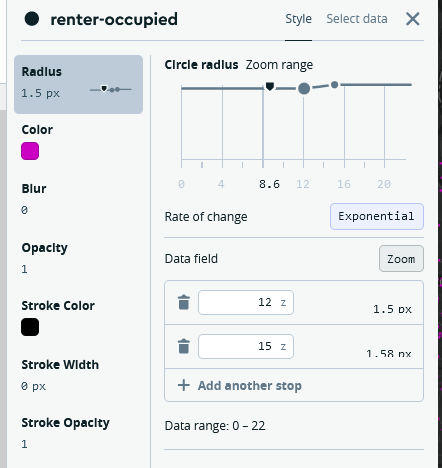 renter-occupied
Style
Select data
Radius
1.5 px
Color
Blur
0
Opacity
1
Stroke Color
Stroke Width
0 px
Stroke Opacity
1
Circle radius Zoom range
0 4 8.6 12 16 20
Rate of change
Exponential
Data field
Zoom
12 z
1.5 px
15 z
1.58 px
Add another stop
Data range: 0 – 22